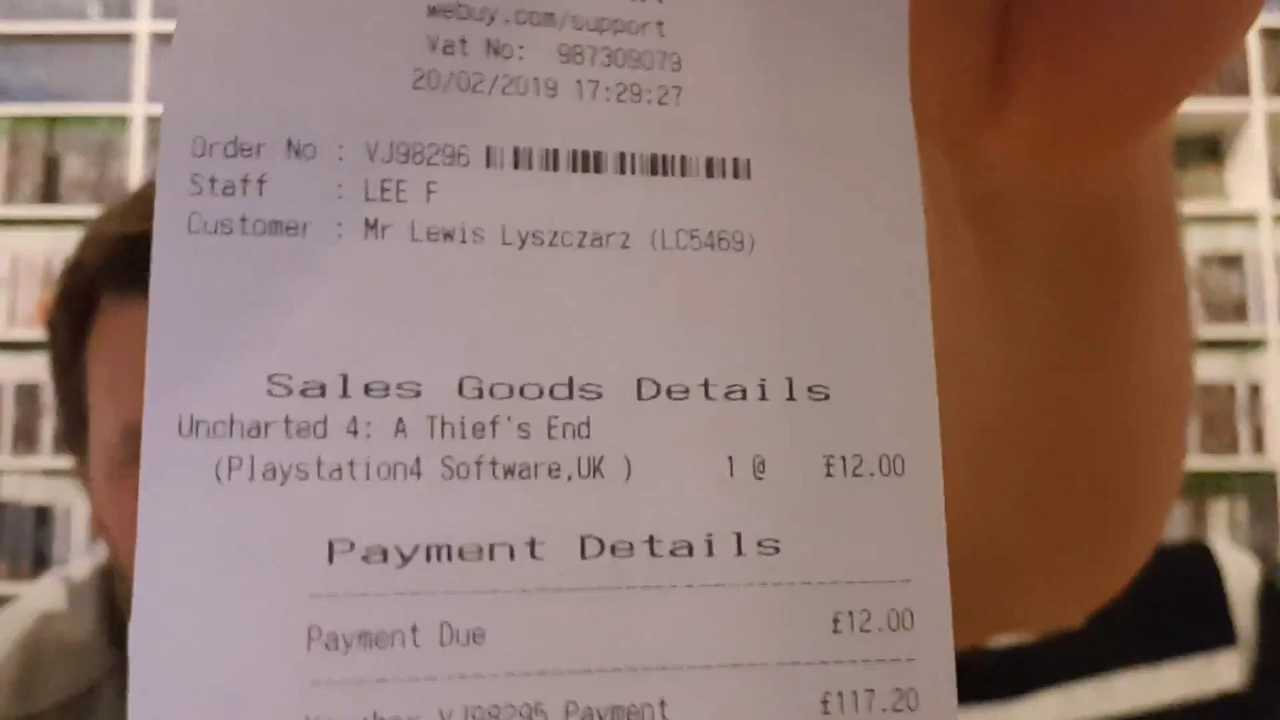 webuy.com/support
Vat No: 987309079
20/02/2019 17:29:27
Order No : VJ98296
Staff : LEE F
Customer : Mr Lewis Lyszczarz (LC5469)
Sales Goods Details
Uncharted 4: A Thief's End
(Playstation4 Software,UK ) 1 @ £12.00
Payment Details
Payment Due £12.00
Voucher VJ98295 Payment £117.20